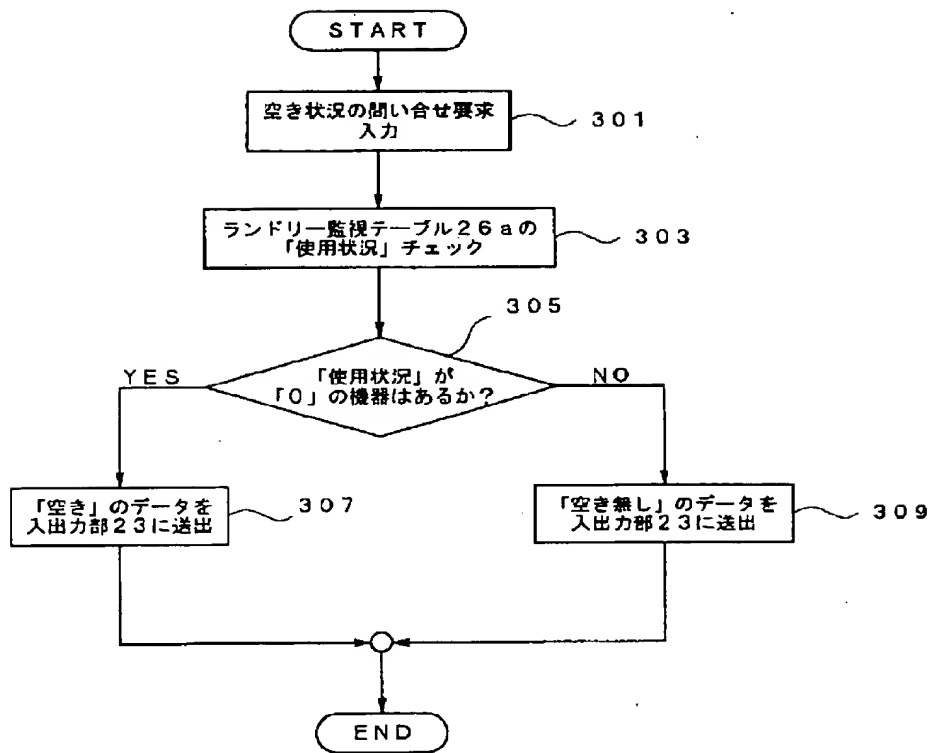 START
空き状況の問い合せ要求
入力
301
ランドリー監視テーブル26aの
「使用状況」チェック
303
305
「使用状況」が
「0」の機器はあるか?
YES
NO
「空き」のデータを
入出力部23に送出
307
「空き無し」のデータを
入出力部23に送出
309
END